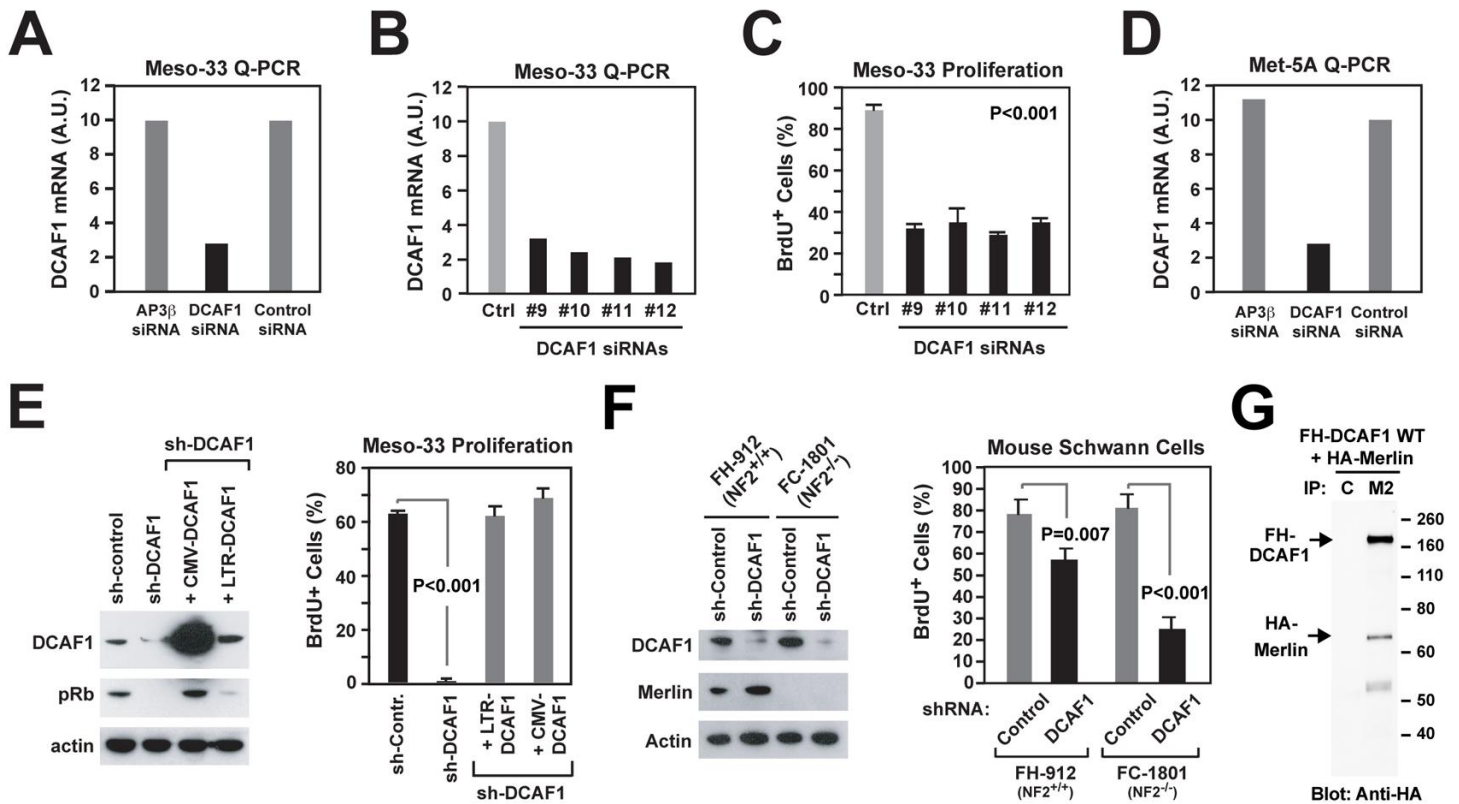 A
Meso-33 Q-PCR
DCAF1 mRNA (A.U.)
12
10
8
6
4
2
0
AP3β DCAF1 Control
siRNA siRNA siRNA
B
Meso-33 Q-PCR
DCAF1 mRNA (A.U.)
12
10
8
6
4
2
0
Ctrl #9 #10 #11 #12
DCAF1 siRNAs
C
Meso-33 Proliferation
BrdU+ Cells (%)
100
80
60
40
20
0
P<0.001
Ctrl #9 #10 #11 #12
DCAF1 siRNAs
D
Met-5A Q-PCR
DCAF1 mRNA (A.U.)
12
10
8
6
4
2
0
AP3β DCAF1 Control
siRNA siRNA siRNA
E
sh-DCAF1
sh-control
sh-DCAF1
+ CMV-DCAF1
+ LTR-DCAF1
DCAF1
pRb
actin
Meso-33 Proliferation
BrdU+ Cells (%)
80
60
40
20
0
P<0.001
sh-Contr.
sh-DCAF1
+ LTR-
DCAF1
+ CMV-
DCAF1
sh-DCAF1
F
FH-912
(NF2+/+)
FC-1801
(NF2-/-)
sh-Control
sh-DCAF1
sh-Control
sh-DCAF1
DCAF1
Merlin
Actin
Mouse Schwann Cells
BrdU+ Cells (%)
100
90
80
70
60
50
40
30
20
10
0
P=0.007
P<0.001
shRNA:
Control
DCAF1
Control
DCAF1
FH-912
(NF2+/+)
FC-1801
(NF2-/-)
G
FH-DCAF1 WT
+ HA-Merlin
IP: C M2
FH-
DCAF1
HA-
Merlin
260
160
110
80
60
50
40
Blot: Anti-HA